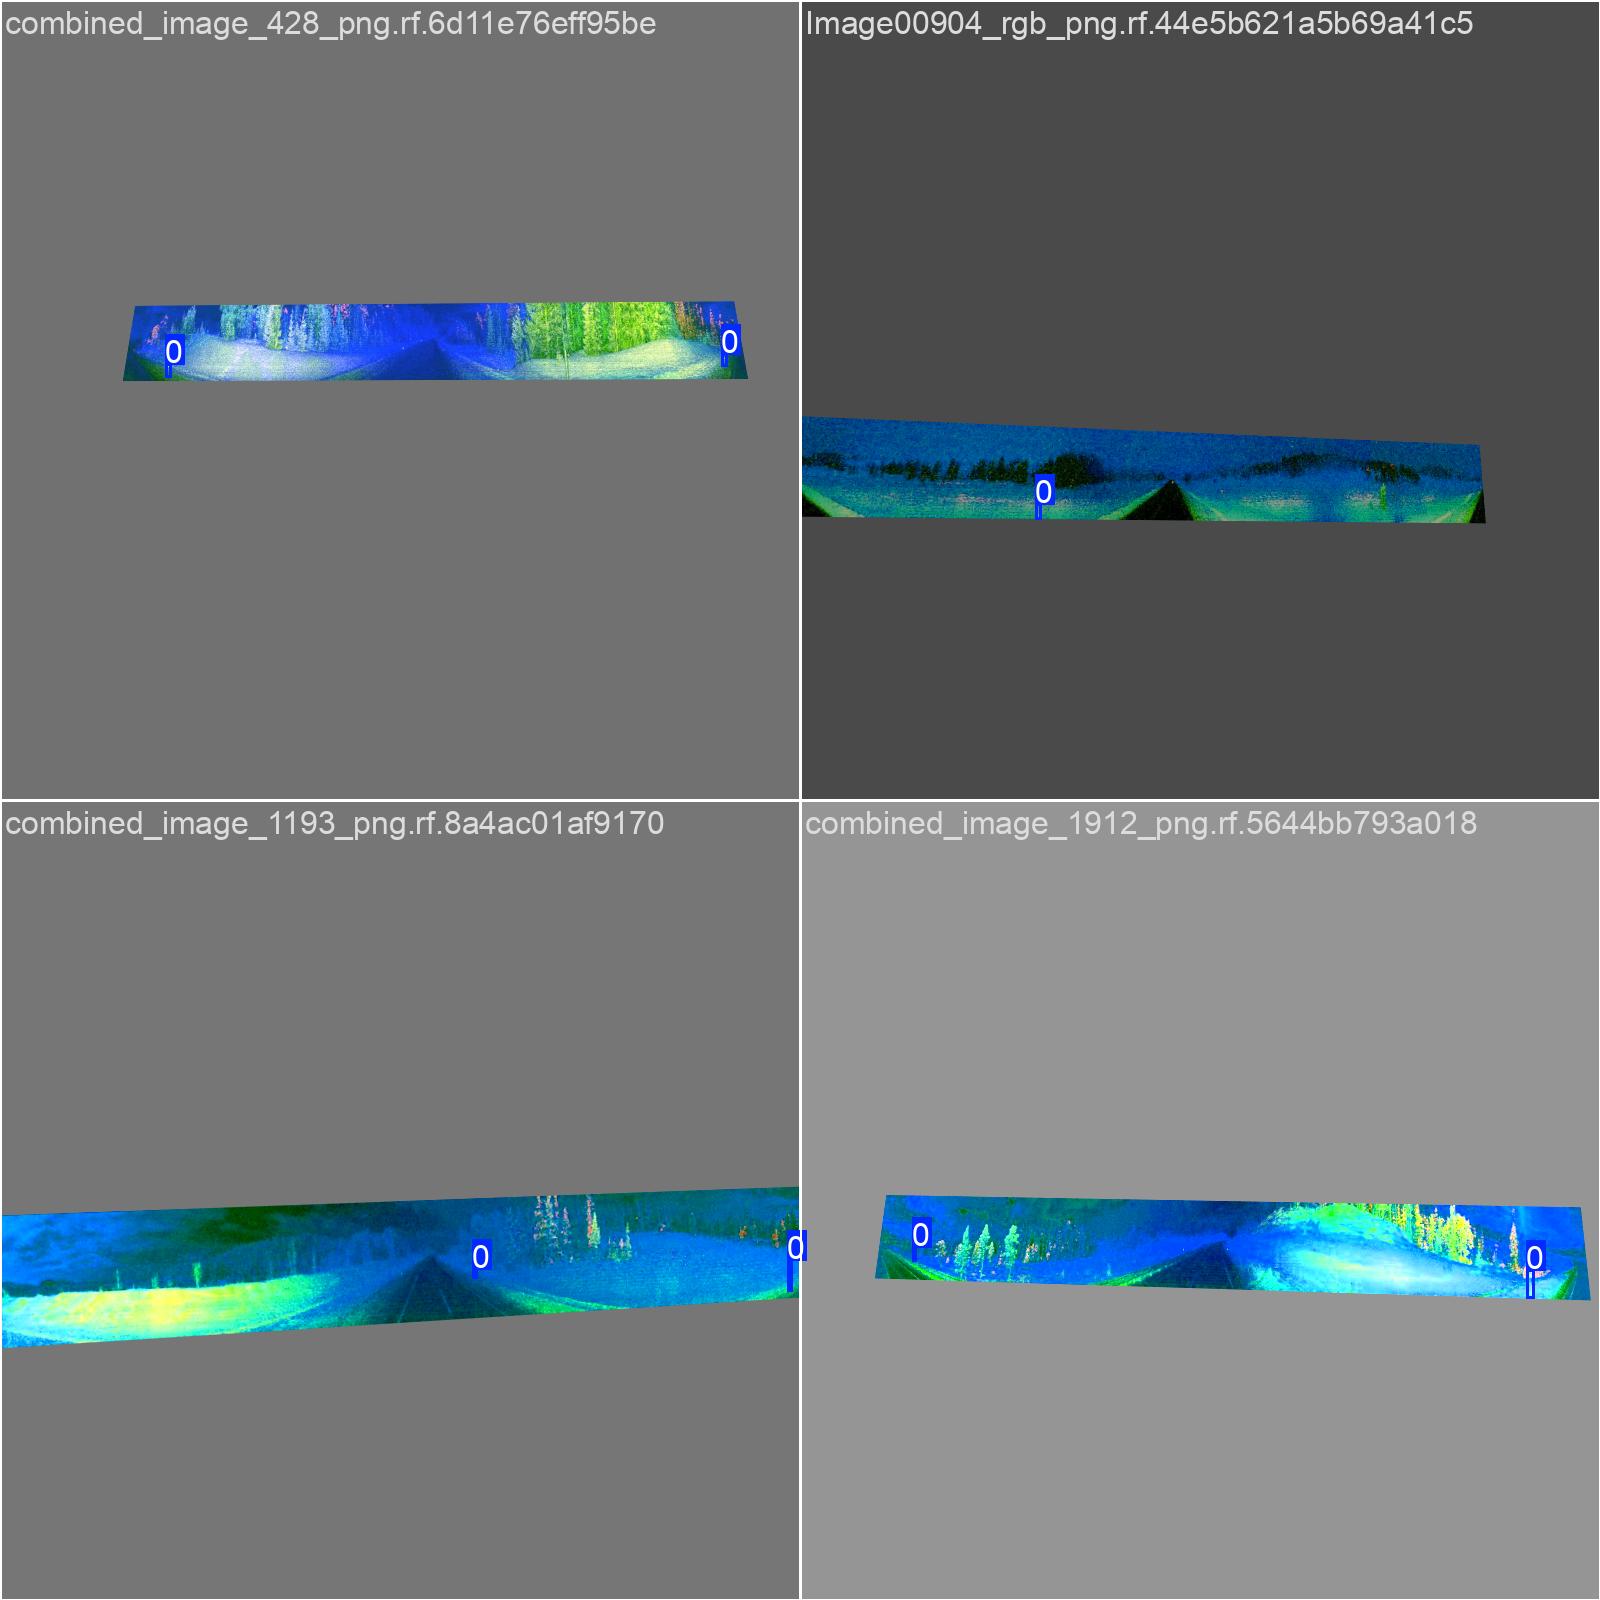 combined_image_428_png.rf.6d11e76eff95be
Image00904_rgb_png.rf.44e5b621a5b69a41c5
0
0
0
combined_image_1193_png.rf.8a4ac01af9170
combined_image_1912_png.rf.5644bb793a018
0
0
0
0